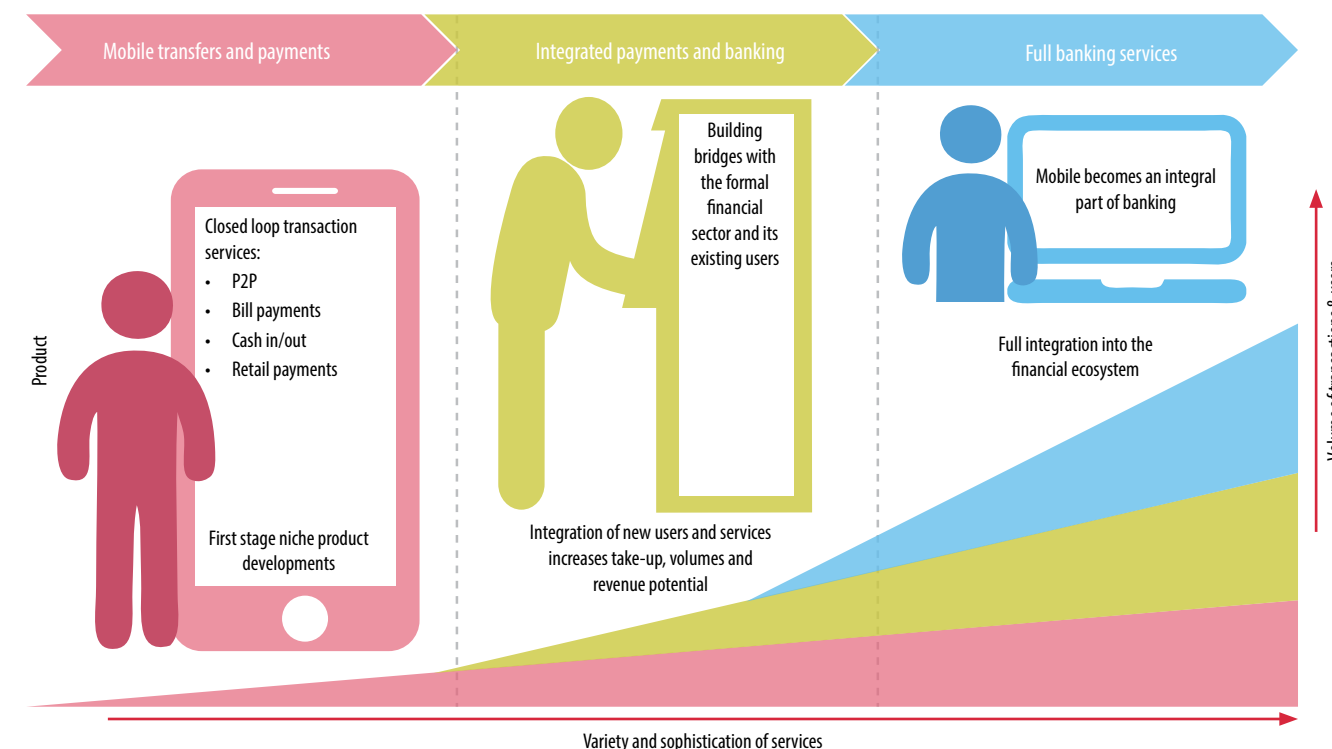 Mobile transfers and payments
Integrated payments and banking
Full banking services
Closed loop transaction
services:
• P2P
• Bill payments
• Cash in/out
• Retail payments
First stage niche product
developments
Building
bridges with
the formal
financial
sector and its
existing users
Integration of new users and services
increases take-up, volumes and
revenue potential
Mobile becomes an integral
part of banking
Full integration into the
financial ecosystem
Product
Variety and sophistication of services